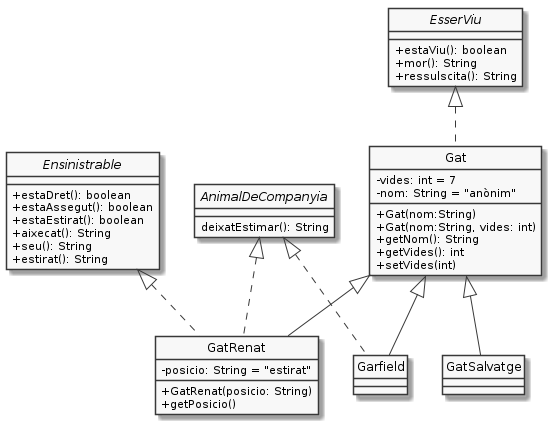 EsserViu
+estaViu(): boolean
+mor(): String
+ressulscita(): String
Ensinistrable
+estaDret(): boolean
+estaAssegut(): boolean
+estaEstirat(): boolean
+aixecat(): String
+seu(): String
+estirat(): String
AnimalDeCompanyia
deixatEstimar(): String
Gat
-vides: int = 7
-nom: String = "anònim"
+Gat(nom:String)
+Gat(nom:String, vides: int)
+getNom(): String
+getVides(): int
+setVides(int)
GatRenat
-posicio: String = "estirat"
+GatRenat(posicio: String)
+getPosicio()
Garfield
GatSalvatge